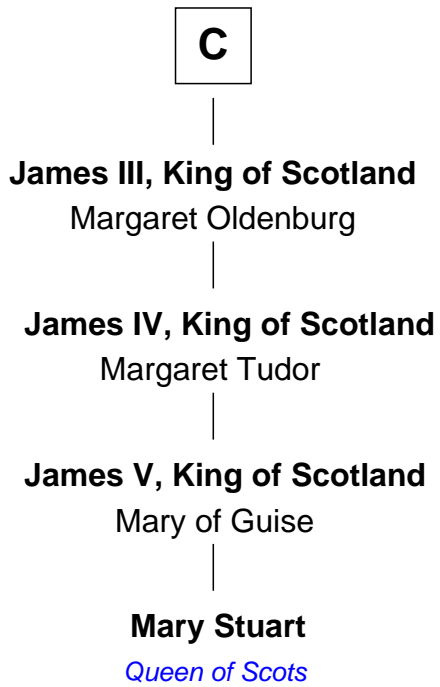 C
James III, King of Scotland
Margaret Oldenburg
James IV, King of Scotland
Margaret Tudor
James V, King of Scotland
Mary of Guise
Mary Stuart
Queen of Scots